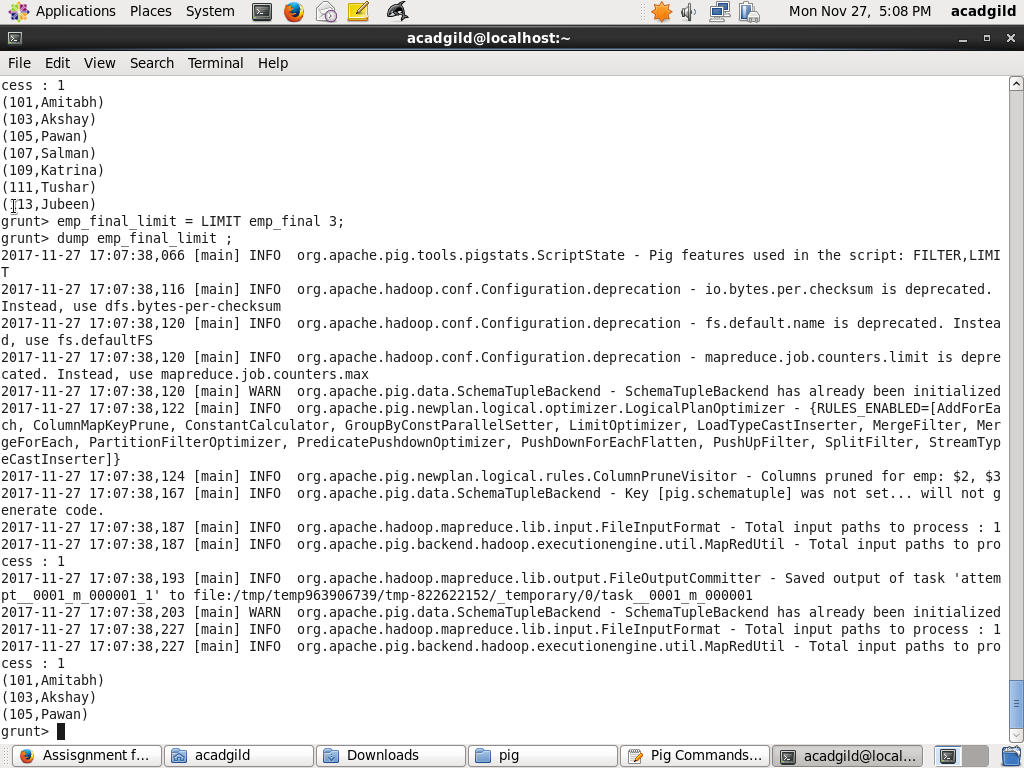 Applications Places System
Mon Nov 27, 5:08 PM acadgild
acadgild@localhost:~
File Edit View Search Terminal Help
cess : 1
(101,Amitabh)
(103,Akshay)
(105,Pawan)
(107,Salman)
(109,Katrina)
(111,Tushar)
(113,Jubeen)
grunt> emp_final_limit = LIMIT emp_final 3;
grunt> dump emp_final_limit ;
2017-11-27 17:07:38,066 [main] INFO  org.apache.pig.tools.pigstats.ScriptState - Pig features used in the script: FILTER,LIMI
T
2017-11-27 17:07:38,116 [main] INFO  org.apache.hadoop.conf.Configuration.deprecation - io.bytes.per.checksum is deprecated.
Instead, use dfs.bytes-per-checksum
2017-11-27 17:07:38,120 [main] INFO  org.apache.hadoop.conf.Configuration.deprecation - fs.default.name is deprecated. Instea
d, use fs.defaultFS
2017-11-27 17:07:38,120 [main] INFO  org.apache.hadoop.conf.Configuration.deprecation - mapreduce.job.counters.limit is depre
cated. Instead, use mapreduce.job.counters.max
2017-11-27 17:07:38,120 [main] WARN  org.apache.pig.data.SchemaTupleBackend - SchemaTupleBackend has already been initialized
2017-11-27 17:07:38,122 [main] INFO  org.apache.pig.newplan.logical.optimizer.LogicalPlanOptimizer - {RULES_ENABLED=[AddForEa
ch, ColumnMapKeyPrune, ConstantCalculator, GroupByConstParallelSetter, LimitOptimizer, LoadTypeCastInserter, MergeFilter, Mer
geForEach, PartitionFilterOptimizer, PredicatePushdownOptimizer, PushDownForEachFlatten, PushUpFilter, SplitFilter, StreamTyp
eCastInserter]}
2017-11-27 17:07:38,124 [main] INFO  org.apache.pig.newplan.logical.rules.ColumnPruneVisitor - Columns pruned for emp: $2, $3
2017-11-27 17:07:38,167 [main] INFO  org.apache.pig.data.SchemaTupleBackend - Key [pig.schematuple] was not set... will not g
enerate code.
2017-11-27 17:07:38,187 [main] INFO  org.apache.hadoop.mapreduce.lib.input.FileInputFormat - Total input paths to process : 1
2017-11-27 17:07:38,187 [main] INFO  org.apache.pig.backend.hadoop.executionengine.util.MapRedUtil - Total input paths to pro
cess : 1
2017-11-27 17:07:38,193 [main] INFO  org.apache.hadoop.mapreduce.lib.output.FileOutputCommitter - Saved output of task 'attem
pt__0001_m_000001_1' to file:/tmp/temp963906739/tmp-822622152/_temporary/0/task__0001_m_000001
2017-11-27 17:07:38,203 [main] WARN  org.apache.pig.data.SchemaTupleBackend - SchemaTupleBackend has already been initialized
2017-11-27 17:07:38,227 [main] INFO  org.apache.hadoop.mapreduce.lib.input.FileInputFormat - Total input paths to process : 1
2017-11-27 17:07:38,227 [main] INFO  org.apache.pig.backend.hadoop.executionengine.util.MapRedUtil - Total input paths to pro
cess : 1
(101,Amitabh)
(103,Akshay)
(105,Pawan)
grunt>
Assisgnment f... acadgild Downloads pig Pig Commands... acadgild@local...